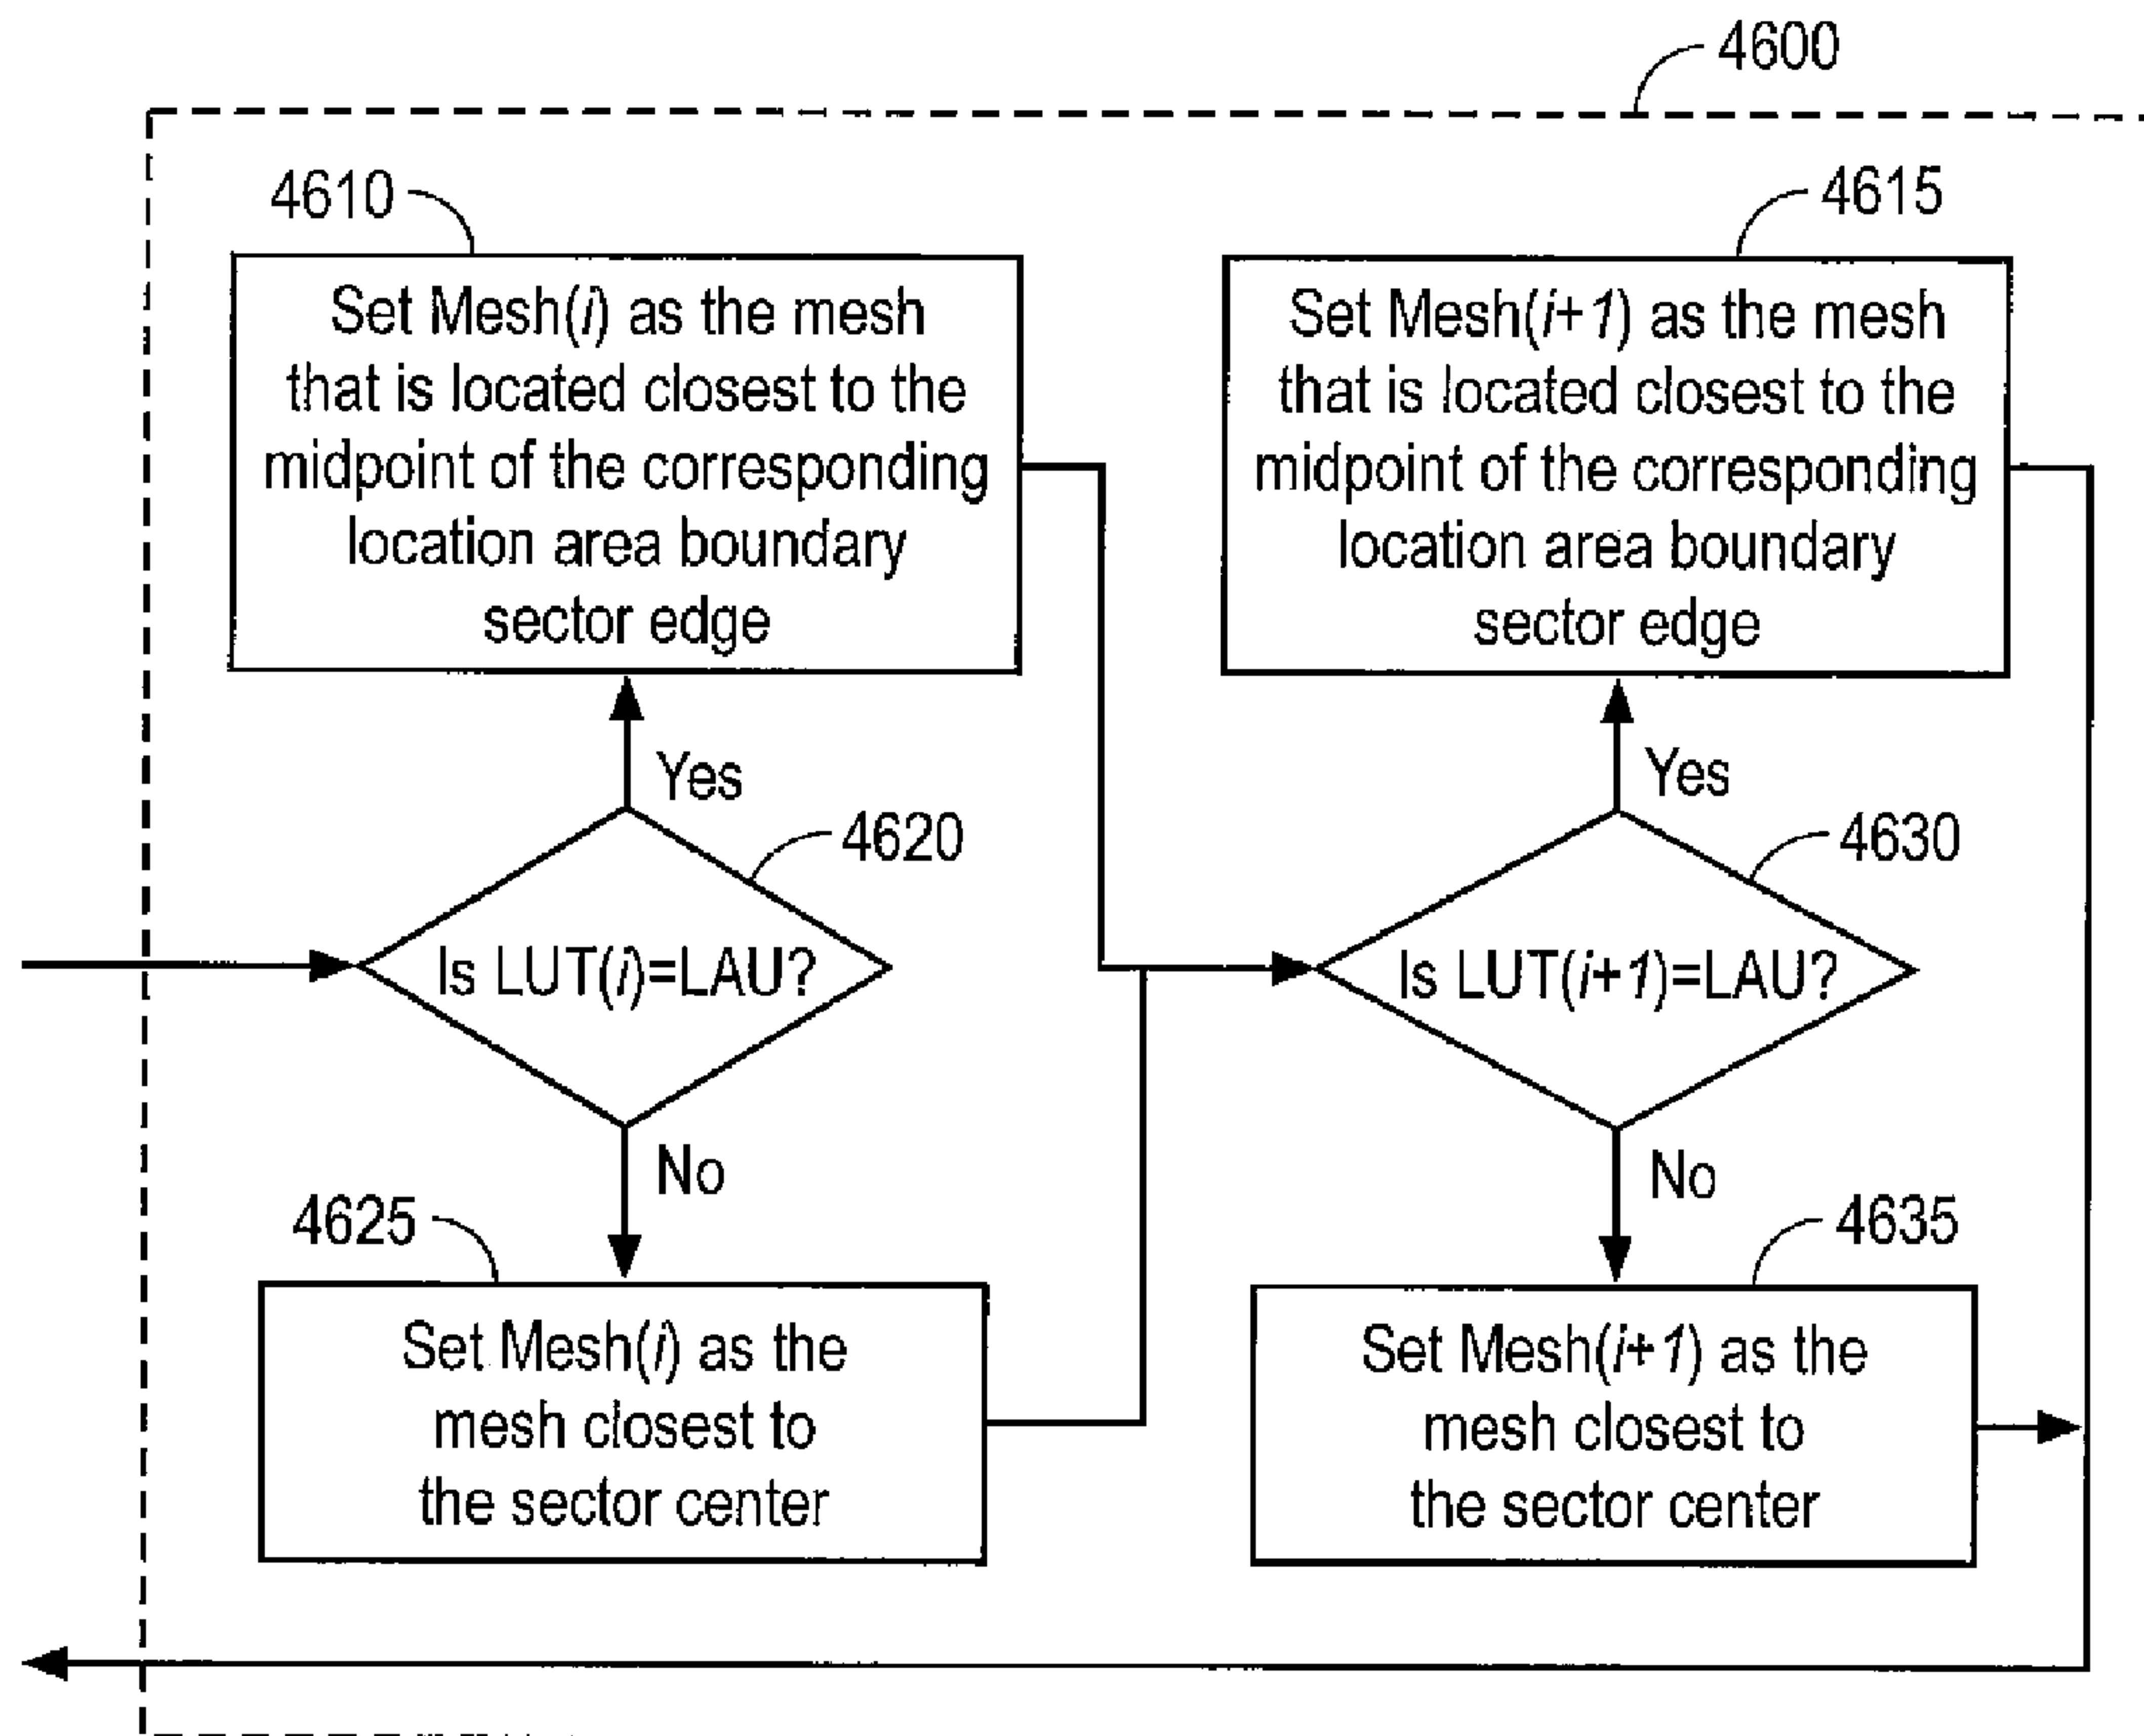 4600
4610
Set Mesh(i) as the mesh
that is located closest to the
midpoint of the corresponding
location area boundary
sector edge
4615
Set Mesh(i+1) as the mesh
that is located closest to the
midpoint of the corresponding
location area boundary
sector edge
Yes
4620
Is LUT(i)=LAU?
No
Yes
4630
Is LUT(i+1)=LAU?
No
4625
Set Mesh(i) as the
mesh closest to
the sector center
4635
Set Mesh(i+1) as the
mesh closest to
the sector center